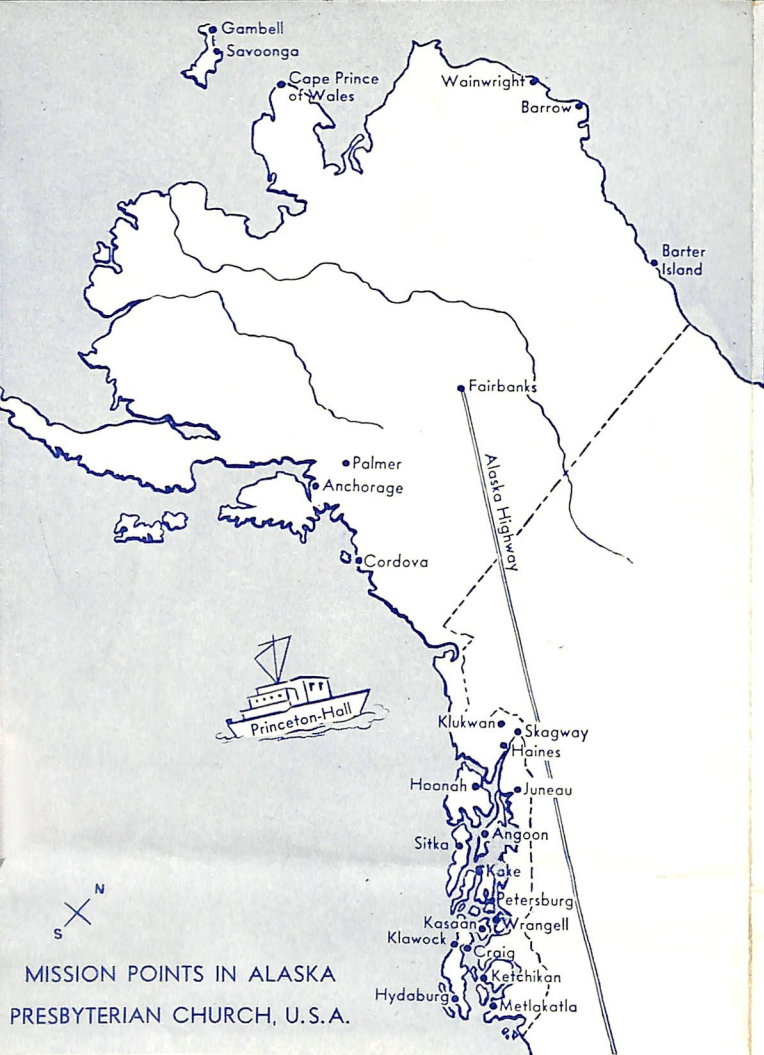 Gambell
Savoonga
Cape Prince
of Wales
Wainwright
Barrow
Barter
Island
Fairbanks
Alaska Highway
Palmer
Anchorage
Cordova
Princeton-Hall
Klukwan
Skagway
Haines
Hoonah
Juneau
Angoon
Sitka
Kake
Petersburg
Kasaan
Wrangell
Klawock
Craig
Ketchikan
Hydaburg
Metlakatla
N
S
MISSION POINTS IN ALASKA
PRESBYTERIAN CHURCH, U.S.A.